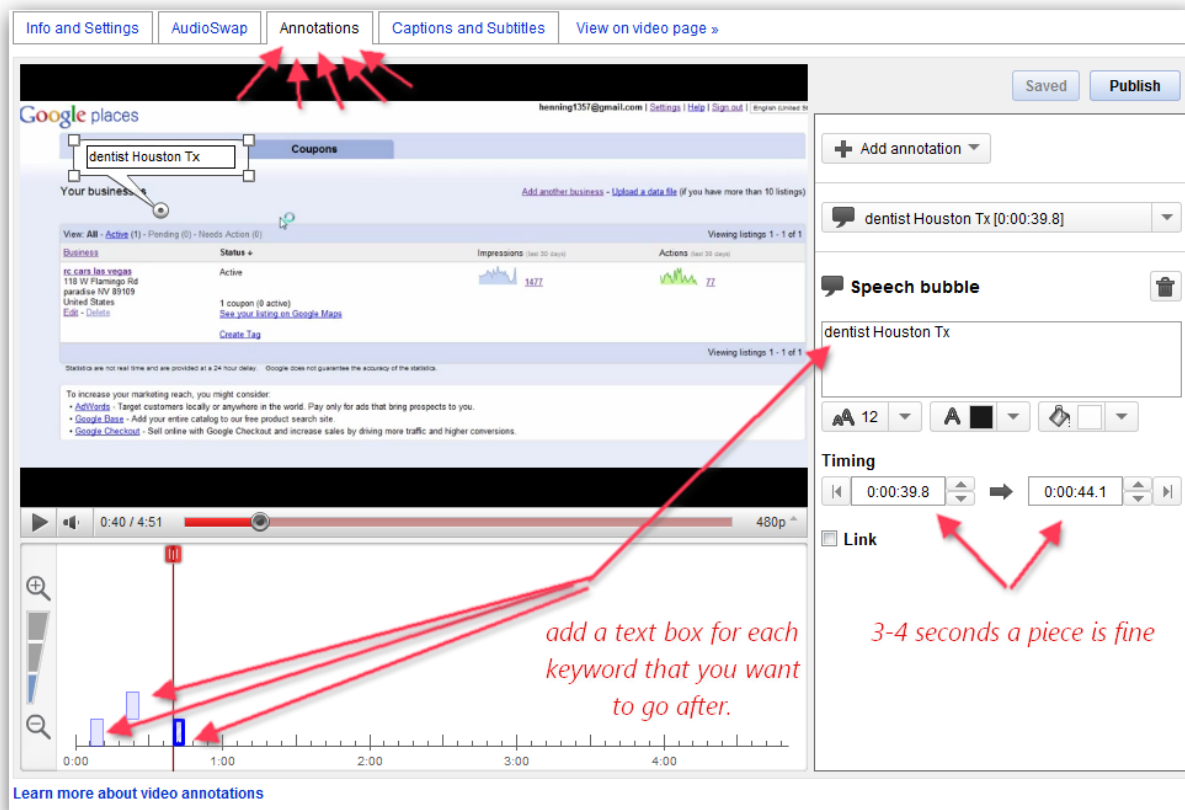 Info and Settings
AudioSwap
Annotations
Captions and Subtitles
View on video page »
Saved
Publish
Google places
henning1357@gmail.com | Settings | Help | Sign out |
Coupons
dentist Houston Tx
Your businesses
Add another business - Upload a data file (if you have more than 10 listings)
View: All - Active (1) - Pending (0) - Needs Action (0)
Viewing listings 1 - 1 of 1
Business
Status
Impressions (last 30 days)
Actions (last 30 days)
rc cars las vegas
118 W Flamingo Rd
paradise NV 89109
United States
Edit - Delete
Active
1 coupon (0 active)
See your listing on Google Maps
Create Tag
1477
77
Viewing listings 1 - 1 of 1
Statistics are not real time and are provided at a 24 hour delay. Google does not guarantee the accuracy of the statistics.
To increase your marketing reach, you might consider:
• AdWords - Target customers locally or anywhere in the world. Pay only for ads that bring prospects to you.
• Google Base - Add your entire catalog to our free product search site.
• Google Checkout - Sell online with Google Checkout and increase sales by driving more traffic and higher conversions.
0:40 / 4:51
480p
Add annotation
dentist Houston Tx [0:00:39.8]
Speech bubble
dentist Houston Tx
A A 12
A
Timing
0:00:39.8
0:00:44.1
Link
add a text box for each
keyword that you want
to go after.
3-4 seconds a piece is fine
0:00
1:00
2:00
3:00
4:00
Learn more about video annotations